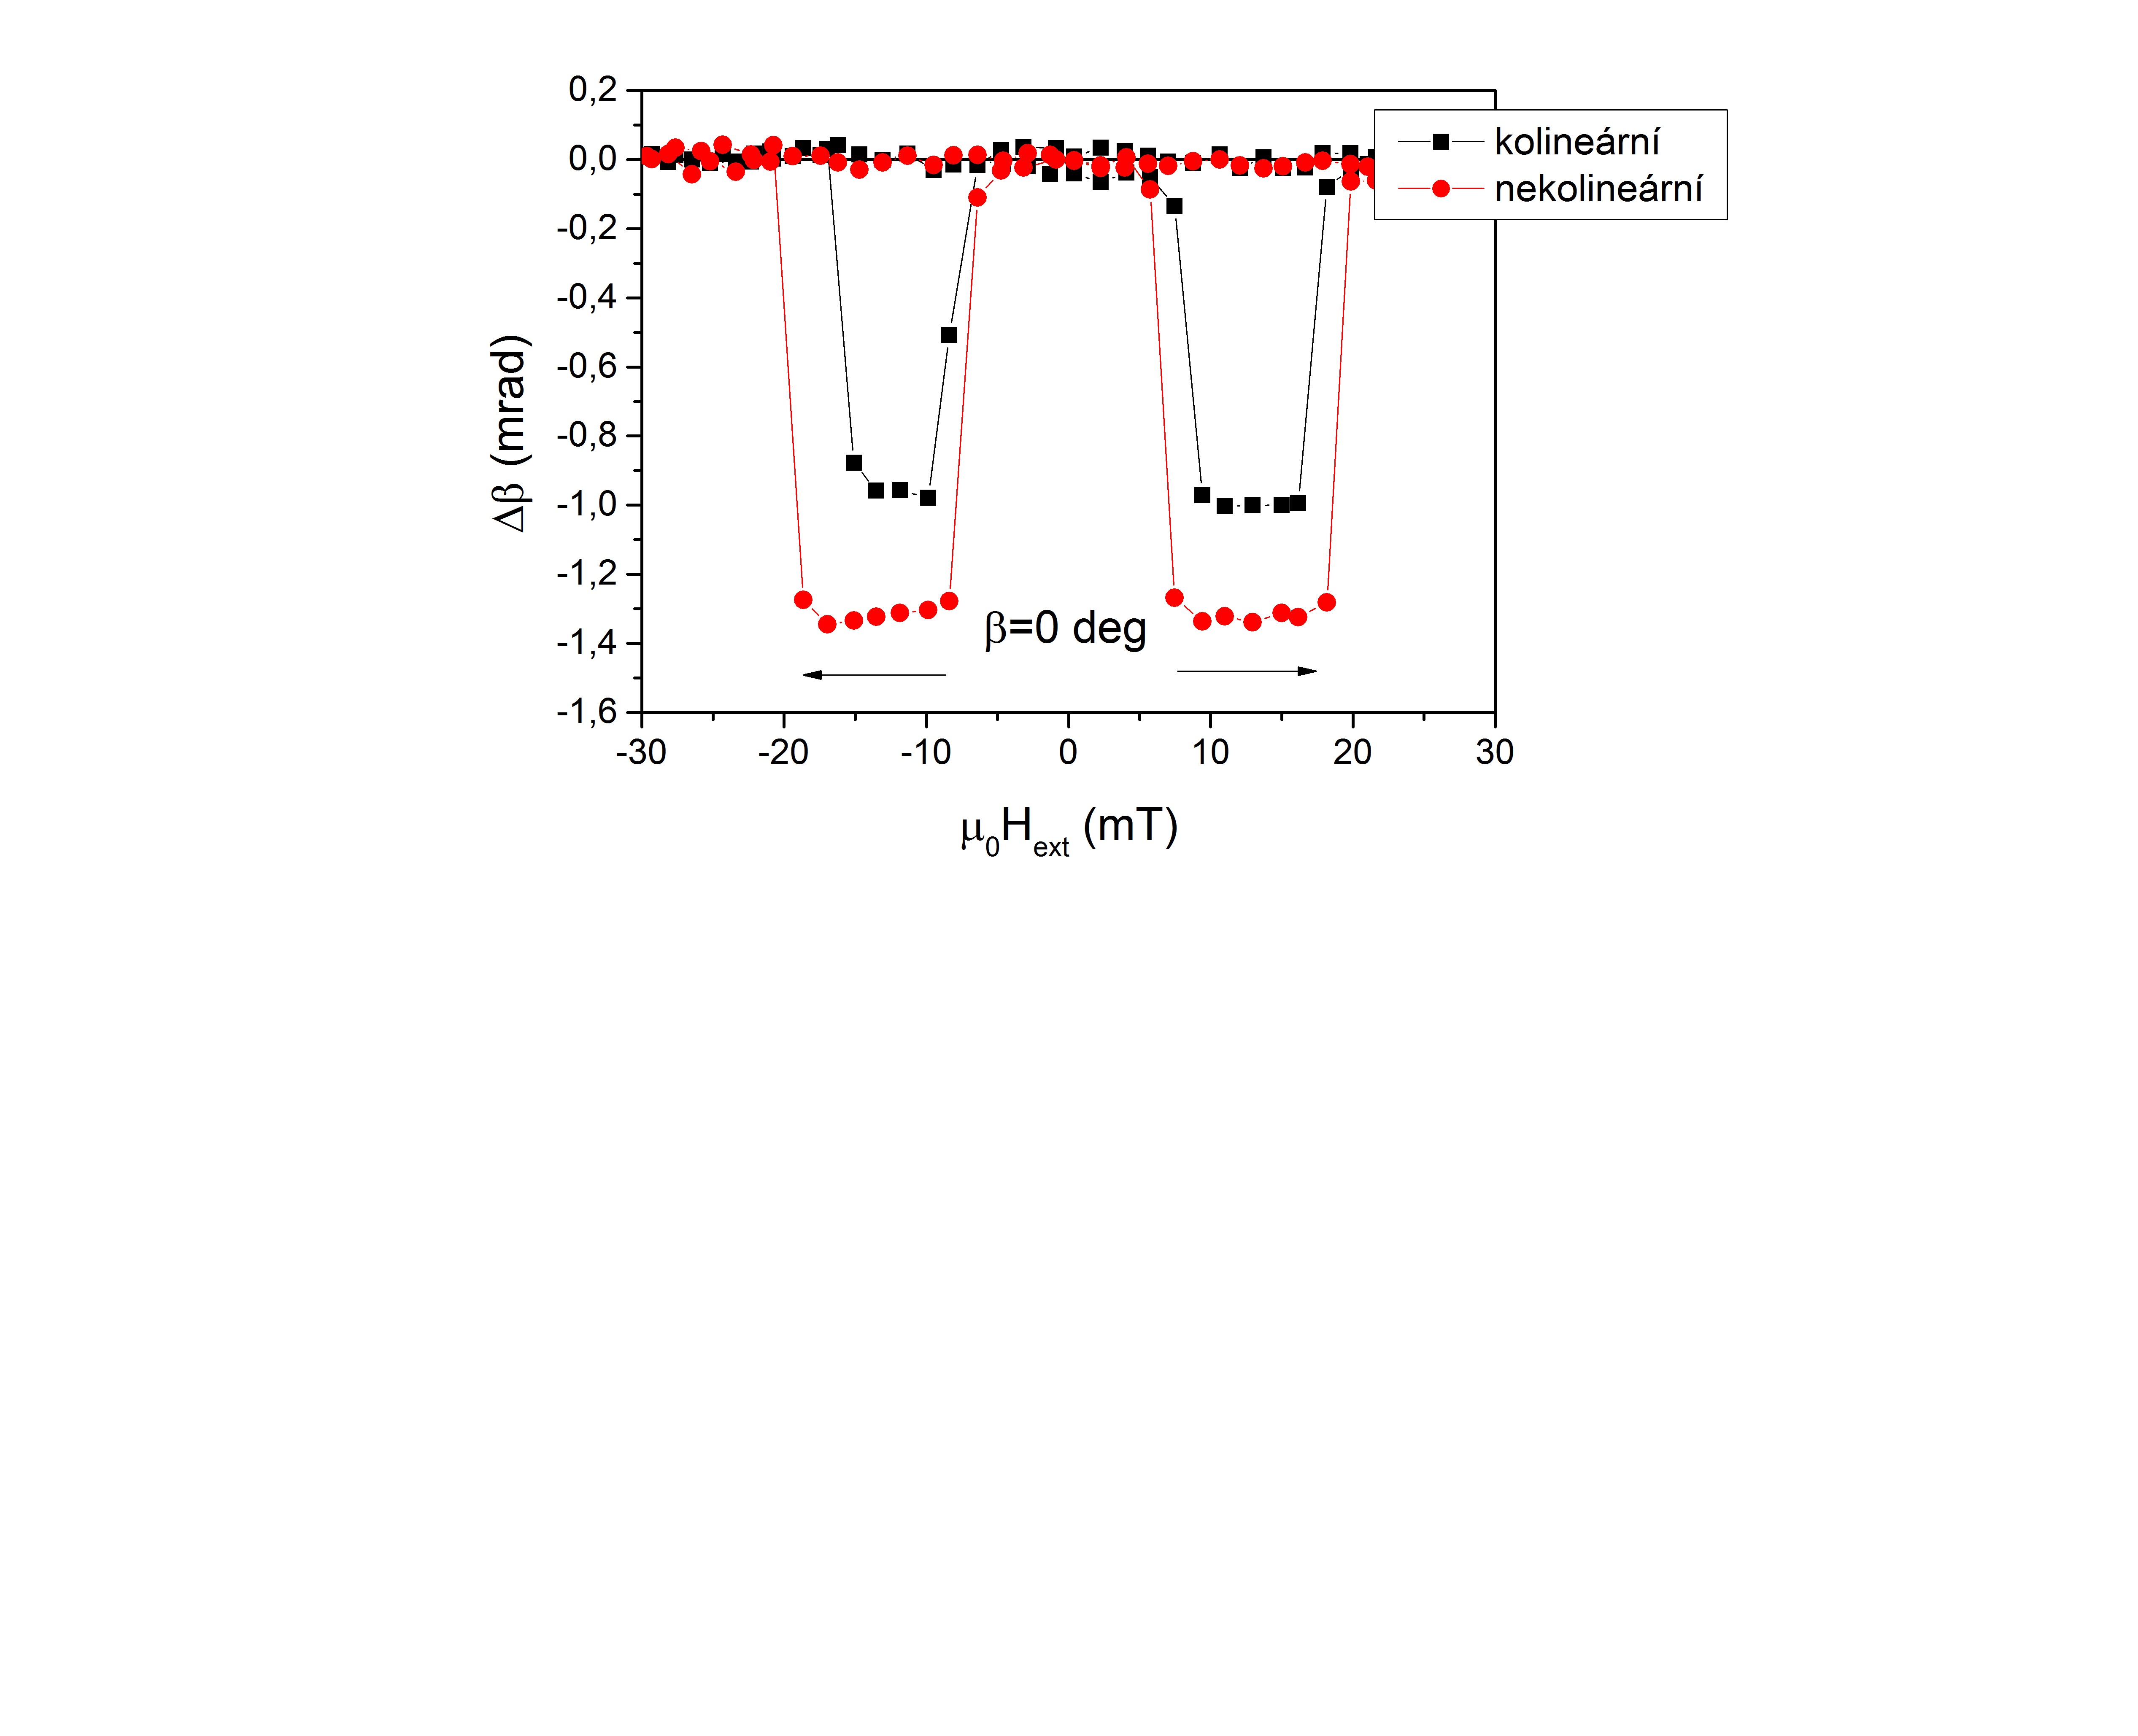 0,2
0,0
-0,2
-0,4
-0,6
-0,8
-1,0
-1,2
-1,4
-1,6
Δβ (mrad)
kolineární
nekolineární
β=0 deg
-30 -20 -10 0 10 20 30
μ0Hext (mT)